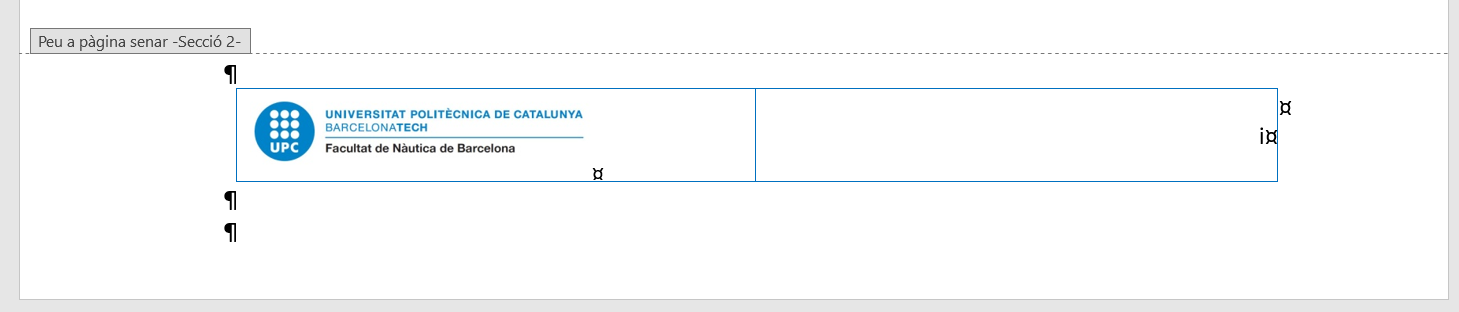 Peu a pàgina senar -Secció 2-
¶
UNIVERSITAT POLITÈCNICA DE CATALUNYA
BARCELONATECH
UPC
Facultat de Nàutica de Barcelona
¤
i¤
¤
¶
¶